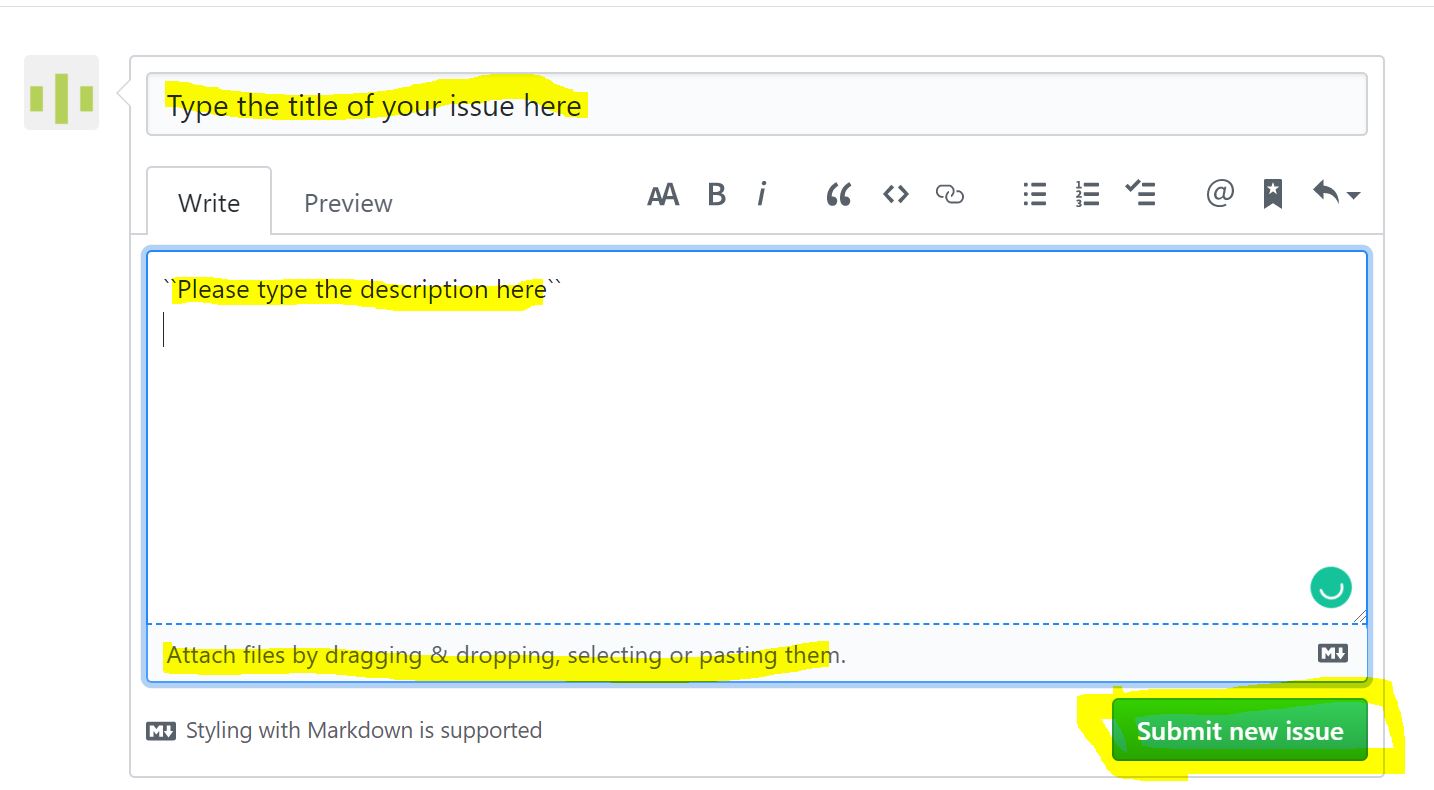 Type the title of your issue here
Write Preview AA B i “ <> @
``Please type the description here``
Attach files by dragging & dropping, selecting or pasting them.
M↓
M↓ Styling with Markdown is supported
Submit new issue